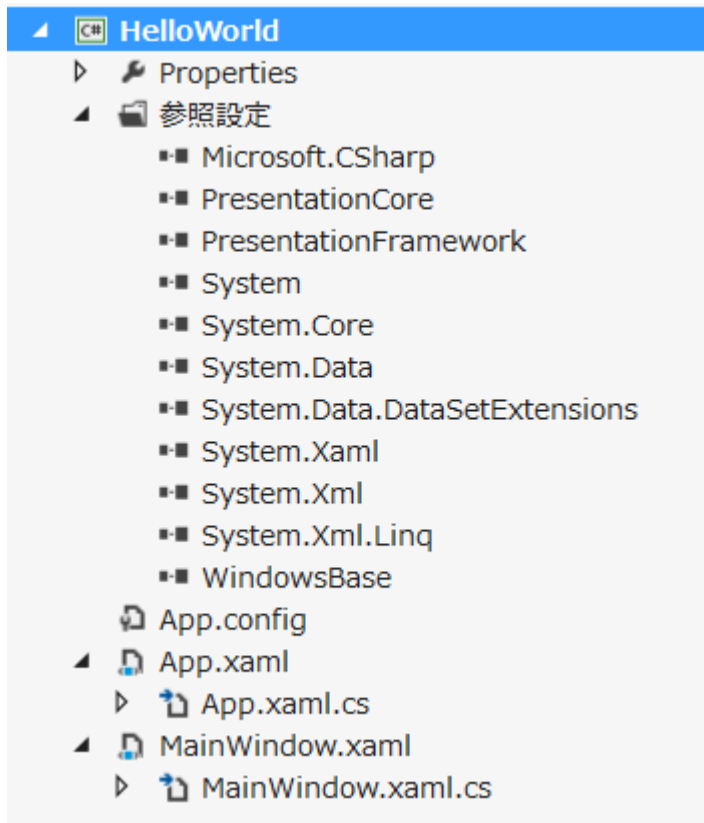 C# HelloWorld
Properties
参照設定
Microsoft.CSharp
PresentationCore
PresentationFramework
System
System.Core
System.Data
System.Data.DataSetExtensions
System.Xaml
System.Xml
System.Xml.Linq
WindowsBase
App.config
App.xaml
App.xaml.cs
MainWindow.xaml
MainWindow.xaml.cs